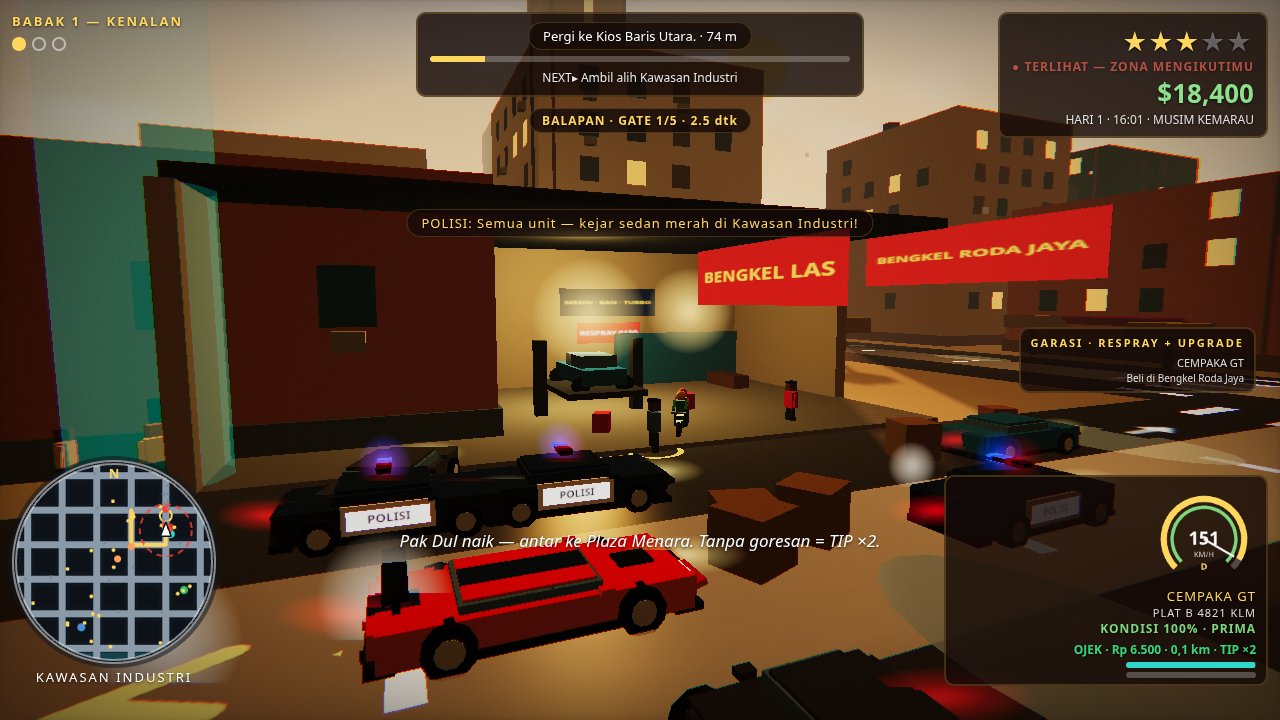 BABAK 1 — KENALAN
Pergi ke Kios Baris Utara. · 74 m
NEXT▸ Ambil alih Kawasan Industri
BALAPAN · GATE 1/5 · 2.5 dtk
★★★★★
● TERLIHAT — ZONA MENGIKUTIMU
$18,400
HARI 1 · 16:01 · MUSIM KEMARAU
POLISI: Semua unit — kejar sedan merah di Kawasan Industri!
BENGKEL LAS
BENGKEL RODA JAYA
MESIN · BAN · TURBO
RESPRAY $150
GARASI · RESPRAY + UPGRADE
CEMPAKA GT
Beli di Bengkel Roda Jaya
POLISI
POLISI
POLISI
Pak Dul naik — antar ke Plaza Menara. Tanpa goresan = TIP ×2.
N
KAWASAN INDUSTRI
151
KM/H
D
CEMPAKA GT
PLAT B 4821 KLM
KONDISI 100% · PRIMA
OJEK · Rp 6.500 · 0,1 km · TIP ×2